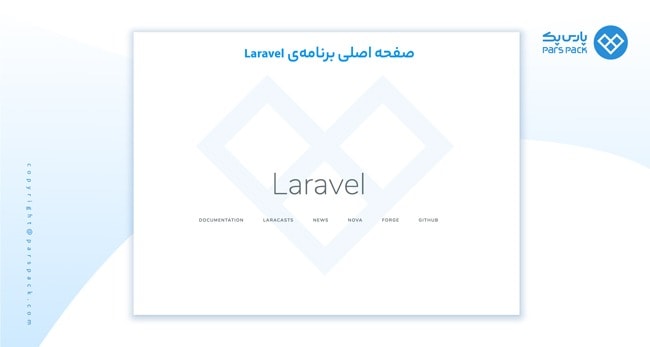 صفحه اصلی برنامه‌ی Laravel
پارس پک
PARS PACK
Laravel
DOCUMENTATION LARACASTS NEWS NOVA FORGE GITHUB
copyright@parspack.com